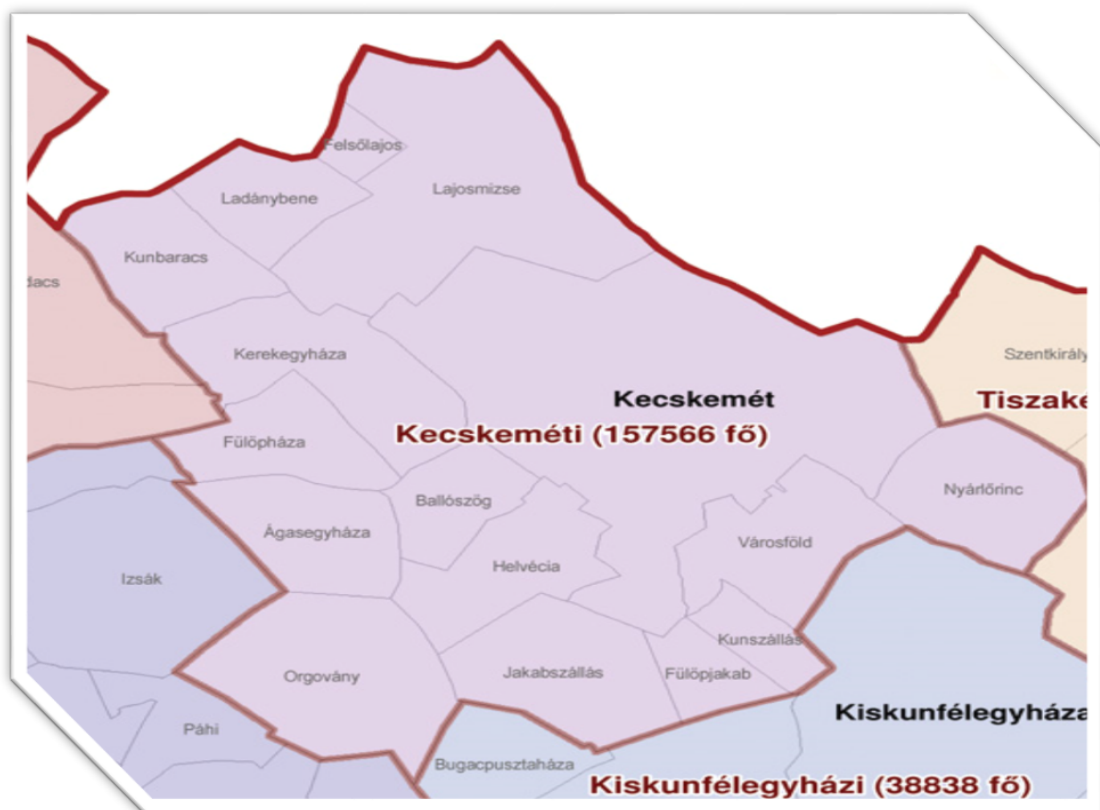 Felsőlajos
Lajosmizse
Ladánybene
Kunbaracs
dacs
Kerekegyháza
Szentkirály
Kecskemét
Tiszaké
Kecskeméti (157566 fő)
Fülöpháza
Nyárlőrinc
Ballószög
Ágasegyháza
Városföld
Helvécia
Izsák
Kunszállás
Jakabszállás
Fülöpjakab
Orgovány
Kiskunfélegyháza
Páhi
Bugacpusztaháza
Kiskunfélegyházi (38838 fő)